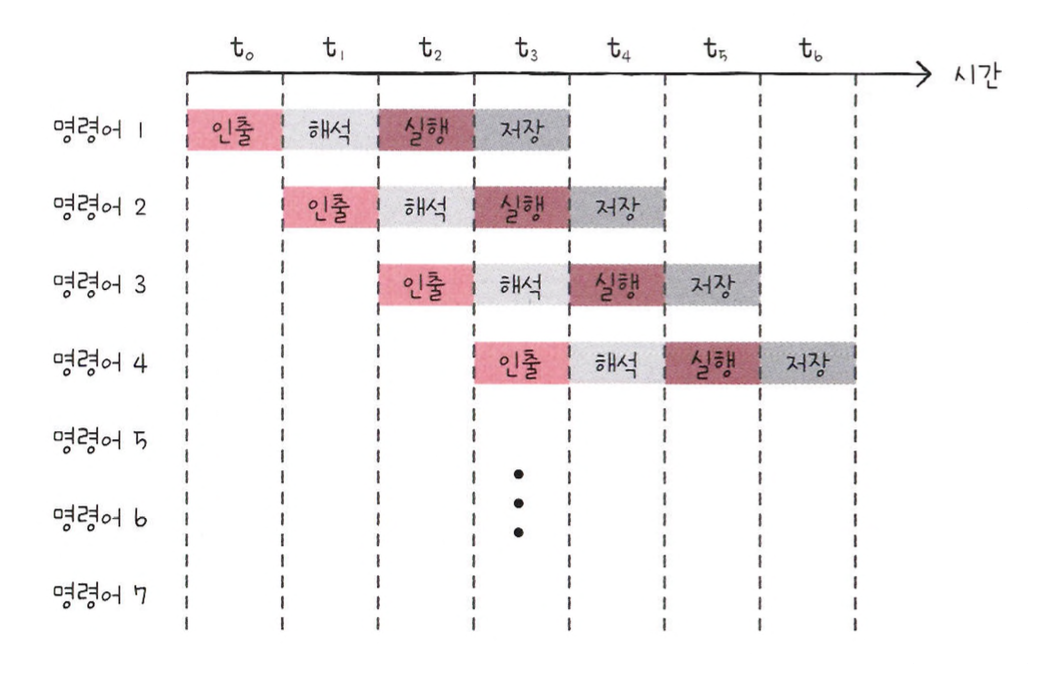 t₀ t₁ t₂ t₃ t₄ t₅ t₆
시간
명령어 1 인출 해석 실행 저장
명령어 2 인출 해석 실행 저장
명령어 3 인출 해석 실행 저장
명령어 4 인출 해석 실행 저장
명령어 5
명령어 6
명령어 7